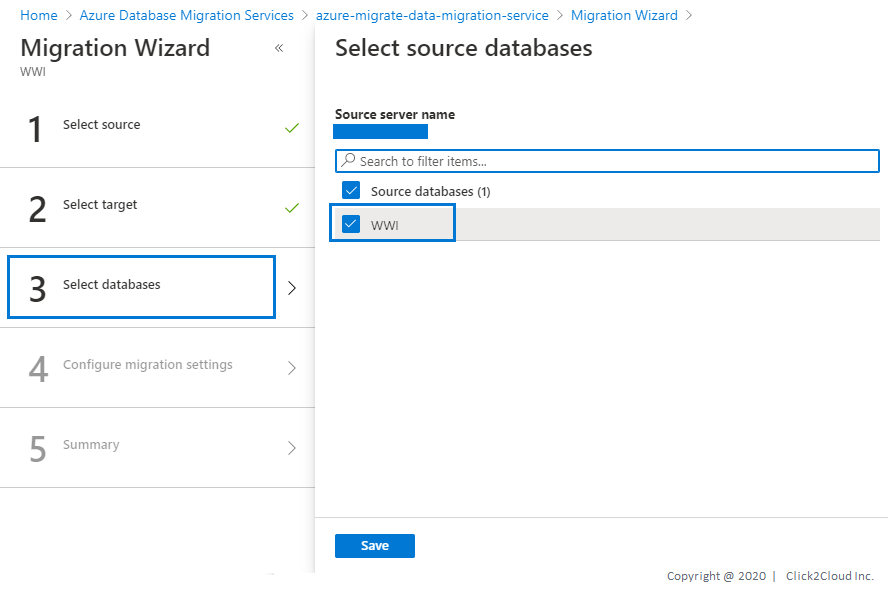 Home > Azure Database Migration Services > azure-migrate-data-migration-service > Migration Wizard >
Migration Wizard «
WWI
1 Select source
2 Select target
3 Select databases
4 Configure migration settings
5 Summary
Select source databases
Source server name
Search to filter items...
Source databases (1)
WWI
Save
Copyright @ 2020 | Click2Cloud Inc.